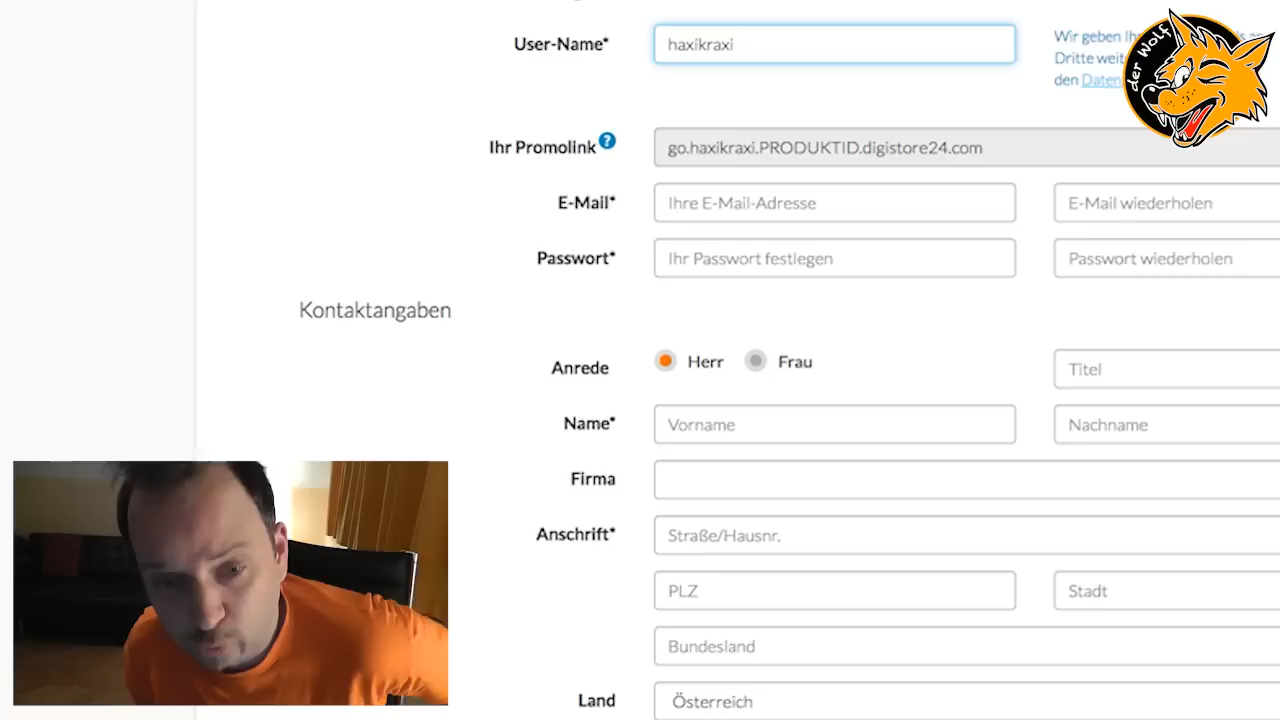 User-Name*
haxikraxi
Wir geben
Dritte weit
den Daten
der Wolf
Ihr Promolink ?
go.haxikraxi.PRODUKTID.digistore24.com
E-Mail*
Ihre E-Mail-Adresse
E-Mail wiederholen
Passwort*
Ihr Passwort festlegen
Passwort wiederholen
Kontaktangaben
Anrede
Herr
Frau
Titel
Name*
Vorname
Nachname
Firma
Anschrift*
Straße/Hausnr.
PLZ
Stadt
Bundesland
Land
Österreich